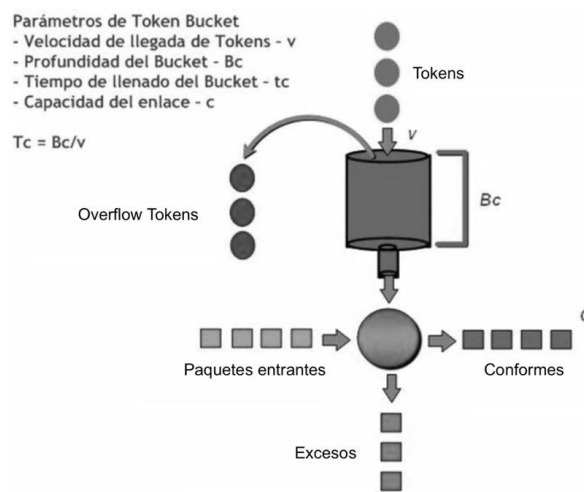 Parámetros de Token Bucket
- Velocidad de llegada de Tokens - v
- Profundidad del Bucket - Bc
- Tiempo de llenado del Bucket - tc
- Capacidad del enlace - c
Tc = Bc/v
Tokens
v
Bc
Overflow Tokens
Paquetes entrantes
Conformes
Excesos